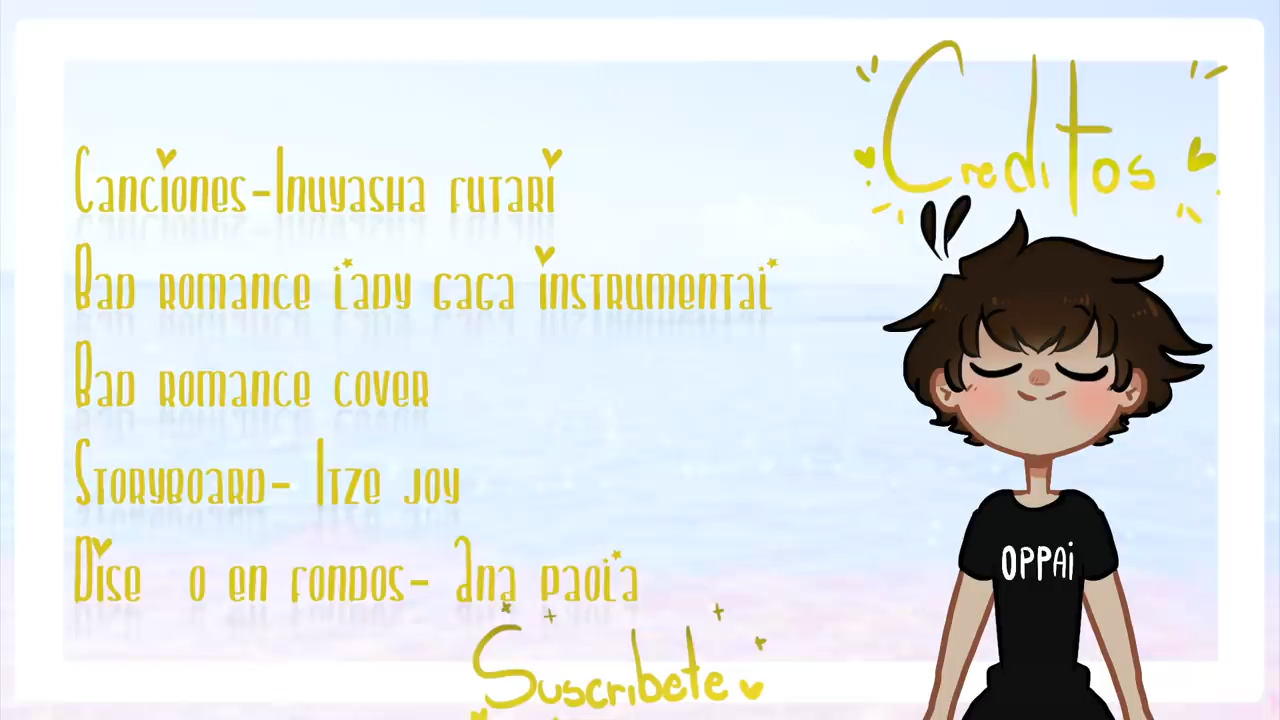 Creditos
Canciones-Inuyasha futari
Bad romance lady gaga instrumental
Bad romance cover
Storyboard- Itze joy
Dise o en fondos- Ana paola
OPPAi
Suscribete